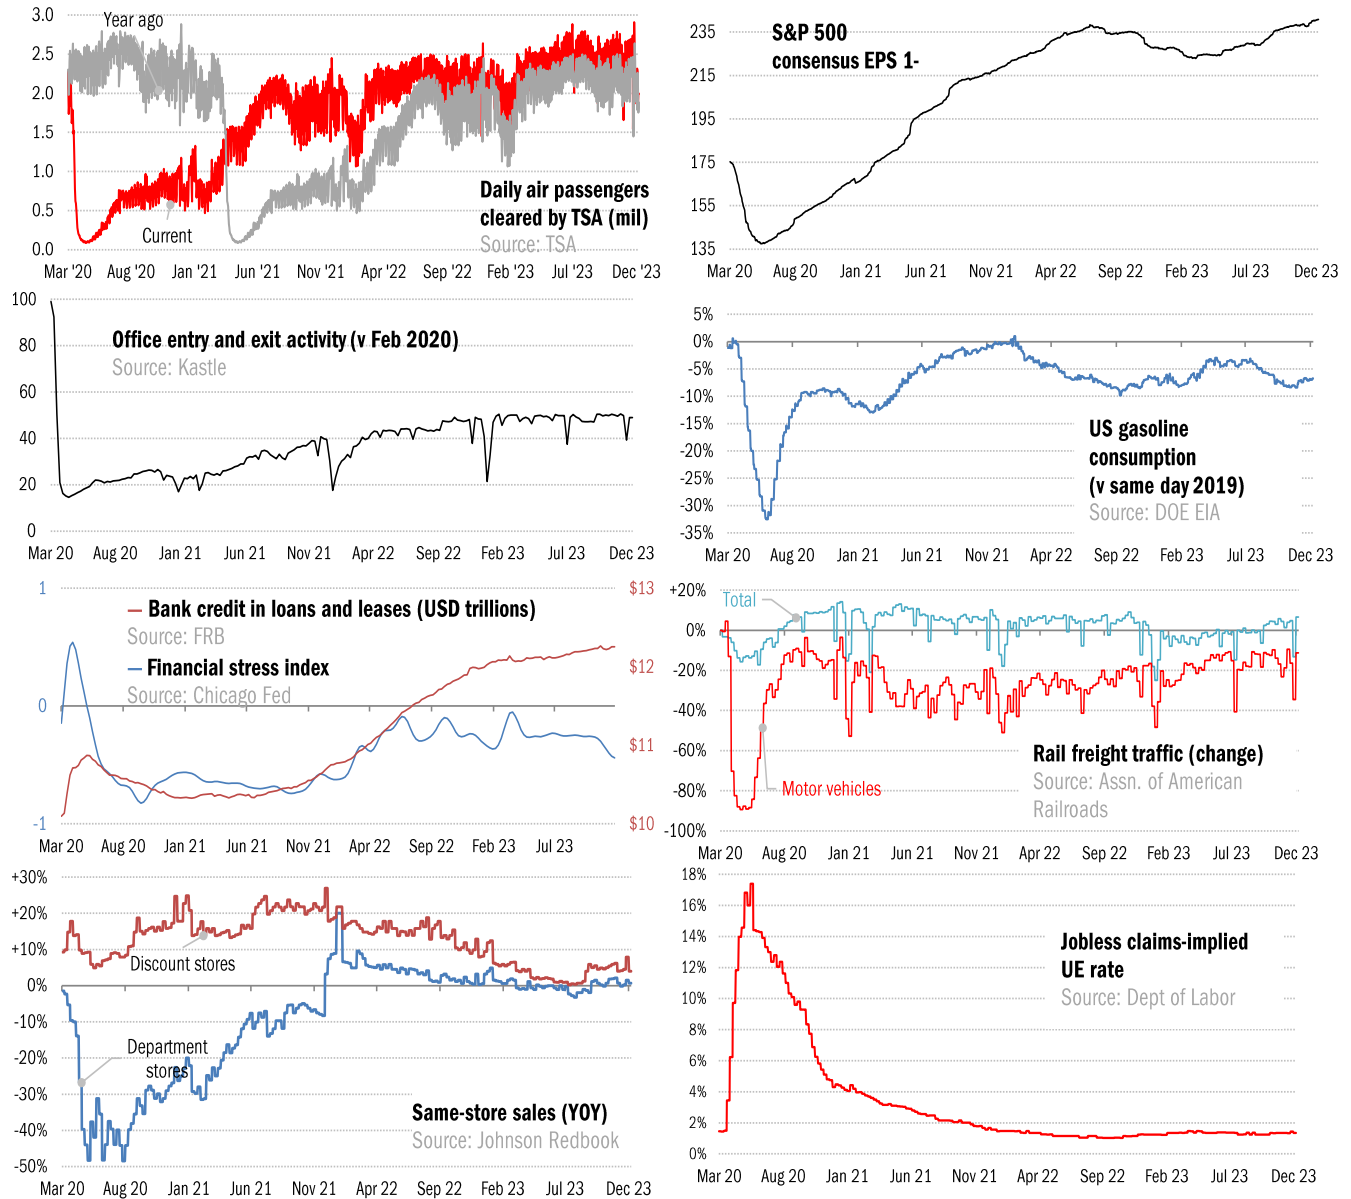 3.0
2.5
2.0
1.5
1.0
0.5
0.0
Year ago
Current
Daily air passengers
cleared by TSA (mil)
Source: TSA
Mar '20 Aug '20 Jan '21 Jun '21 Nov '21 Apr '22 Sep '22 Feb '23 Jul '23 Dec '23
235
215
195
175
155
135
S&P 500
consensus EPS 1-
Mar 20 Aug 20 Jan 21 Jun 21 Nov 21 Apr 22 Sep 22 Feb 23 Jul 23 Dec 23
100
80
60
40
20
0
Office entry and exit activity (v Feb 2020)
Source: Kastle
Mar 20 Aug 20 Jan 21 Jun 21 Nov 21 Apr 22 Sep 22 Feb 23 Jul 23 Dec 23
5%
0%
-5%
-10%
-15%
-20%
-25%
-30%
-35%
US gasoline
consumption
(v same day 2019)
Source: DOE EIA
Mar 20 Aug 20 Jan 21 Jun 21 Nov 21 Apr 22 Sep 22 Feb 23 Jul 23 Dec 23
1
0
-1
Bank credit in loans and leases (USD trillions)
Source: FRB
Financial stress index
Source: Chicago Fed
$13
$12
$11
$10
Mar 20 Aug 20 Jan 21 Jun 21 Nov 21 Apr 22 Sep 22 Feb 23 Jul 23
+20%
0%
-20%
-40%
-60%
-80%
-100%
Total
Motor vehicles
Rail freight traffic (change)
Source: Assn. of American
Railroads
Mar 20 Aug 20 Jan 21 Jun 21 Nov 21 Apr 22 Sep 22 Feb 23 Jul 23 Dec 23
+30%
+20%
+10%
+0%
-10%
-20%
-30%
-40%
-50%
Discount stores
Department
stores
Same-store sales (YOY)
Source: Johnson Redbook
Mar 20 Aug 20 Jan 21 Jun 21 Nov 21 Apr 22 Sep 22 Feb 23 Jul 23 Dec 23
18%
16%
14%
12%
10%
8%
6%
4%
2%
0%
Jobless claims-implied
UE rate
Source: Dept of Labor
Mar 20 Aug 20 Jan 21 Jun 21 Nov 21 Apr 22 Sep 22 Feb 23 Jul 23 Dec 23